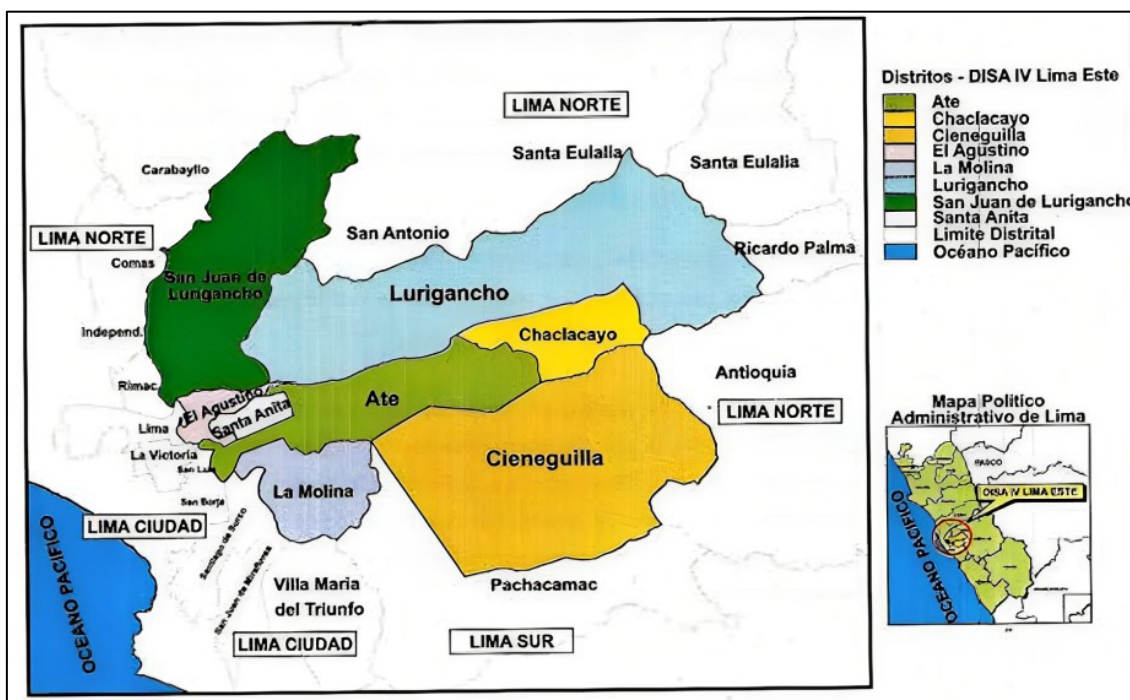 LIMA NORTE
Carabayllo
Santa Eulalia
Santa Eulalia
LIMA NORTE
San Antonio
Comas
San Juan de
Lurigancho
Lurigancho
Ricardo Palma
Independ.
Chaclacayo
Antioquia
Rimac
El Agustino
Ate
LIMA NORTE
Lima
Santa Anita
La Victoria
San Luis
Cieneguilla
La Molina
San Borja
LIMA CIUDAD
Santiago de Surco
San Juan de Miraflores
Villa Maria
del Triunfo
Pachacamac
LIMA CIUDAD
LIMA SUR
OCEANO PACÍFICO
Distritos - DISA IV Lima Este
Ate
Chaclacayo
Cieneguilla
El Agustino
La Molina
Lurigancho
San Juan de Lurigancho
Santa Anita
Limite Distrital
Océano Pacífico
Mapa Politico
Administrativo de Lima
PASCO
DISA IV LIMA ESTE
OCEANO PACIFICO